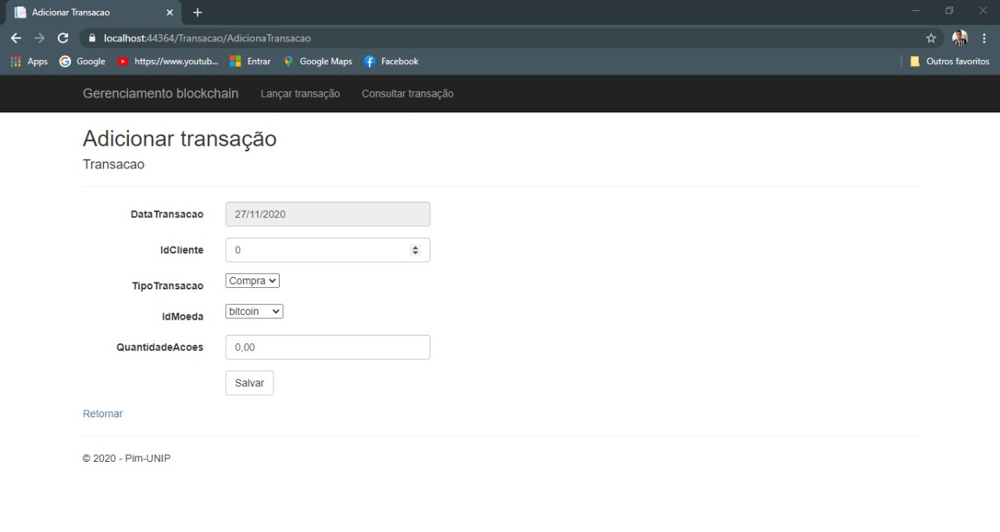 Adicionar Transacao
localhost:44364/Transacao/AdicionaTransacao
Apps Google https://www.youtub... Entrar Google Maps Facebook Outros favoritos
Gerenciamento blockchain Lançar transação Consultar transação
Adicionar transação
Transacao
DataTransacao 27/11/2020
IdCliente 0
TipoTransacao Compra
IdMoeda bitcoin
QuantidadeAcoes 0,00
Salvar
Retornar
© 2020 - Pim-UNIP